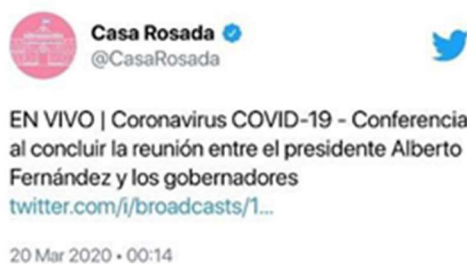 Casa Rosada
@CasaRosada
EN VIVO | Coronavirus COVID-19 - Conferencia
al concluir la reunión entre el presidente Alberto
Fernández y los gobernadores
twitter.com/i/broadcasts/1...
20 Mar 2020 • 00:14